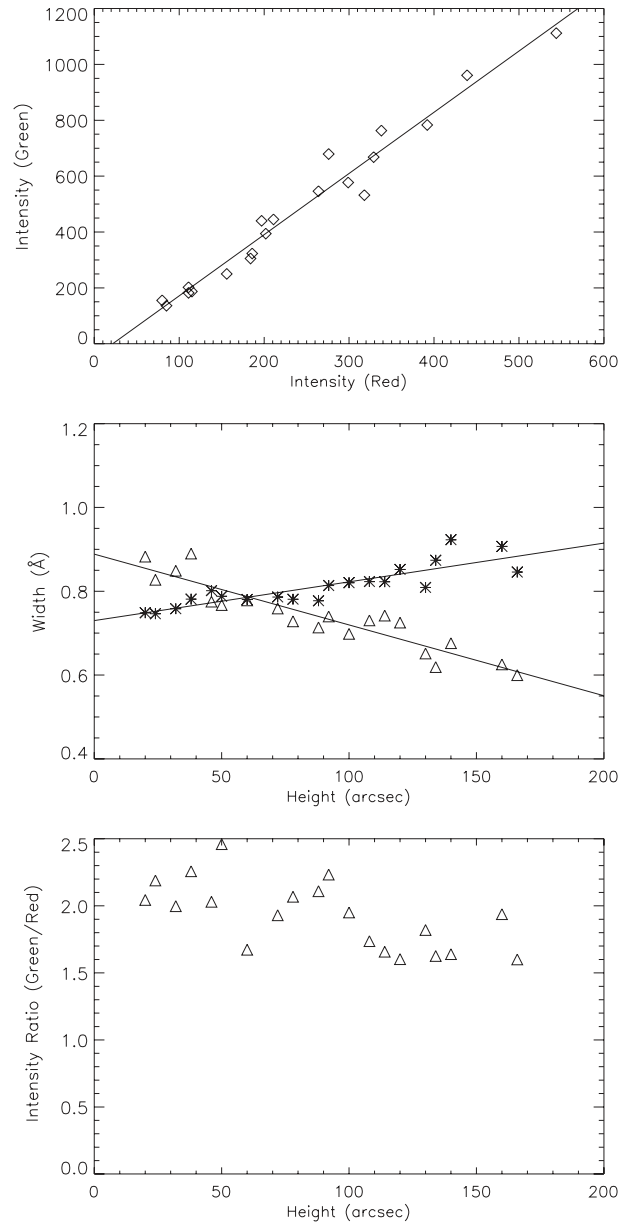 1200
1000
800
600
400
200
0
Intensity (Green)
0 100 200 300 400 500 600
Intensity (Red)
1.2
1.0
0.8
0.6
0.4
Width (Å)
0 50 100 150 200
Height (arcsec)
2.5
2.0
1.5
1.0
0.5
0.0
Intensity Ratio (Green/Red)
0 50 100 150 200
Height (arcsec)